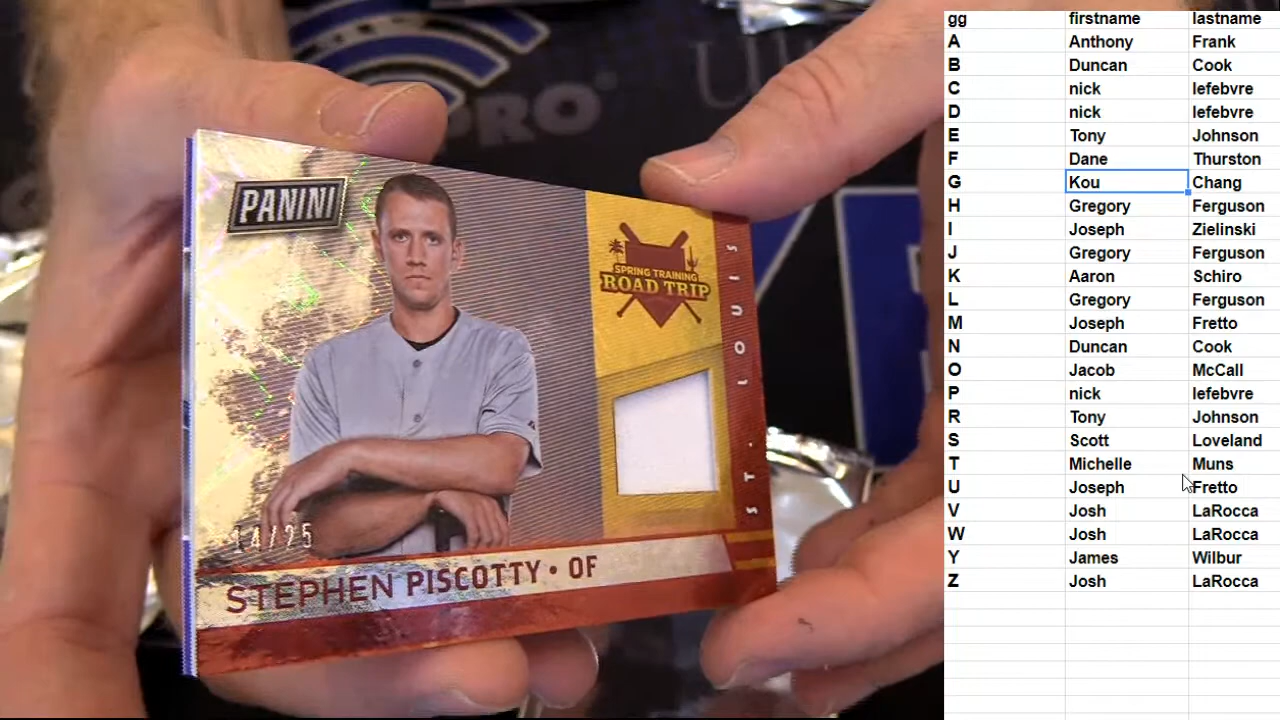 PRO
PANINI
SPRING TRAINING
ROAD TRIP
ST. LOUIS
14/25
STEPHEN PISCOTTY • OF
gg firstname lastname
A Anthony Frank
B Duncan Cook
C nick lefebvre
D nick lefebvre
E Tony Johnson
F Dane Thurston
G Kou Chang
H Gregory Ferguson
I Joseph Zielinski
J Gregory Ferguson
K Aaron Schiro
L Gregory Ferguson
M Joseph Fretto
N Duncan Cook
O Jacob McCall
P nick lefebvre
R Tony Johnson
S Scott Loveland
T Michelle Muns
U Joseph Fretto
V Josh LaRocca
W Josh LaRocca
Y James Wilbur
Z Josh LaRocca